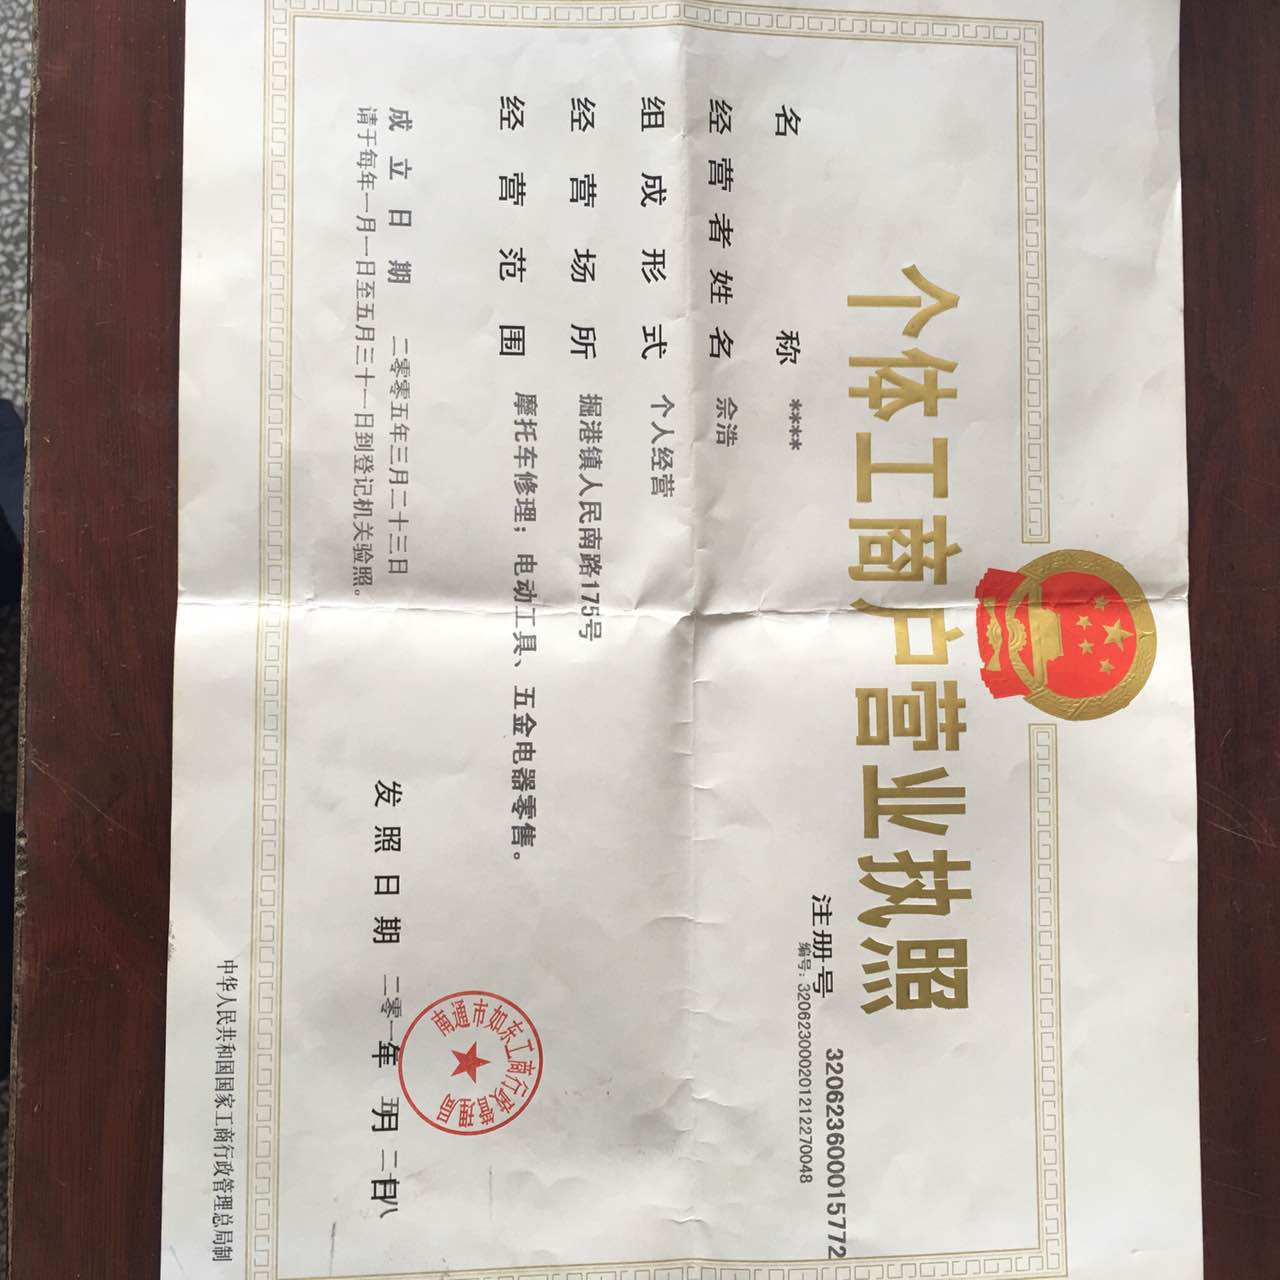 个体工商户营业执照
注册号 320623600015772
编号：320623000201212270048
名称 ****
经营者姓名 佘浩
组成形式 个人经营
经营场所 掘港镇人民南路175号
经营范围 摩托车修理；电动工具、五金电器零售。
成立日期 二零零五年三月二十三日
请于每年一月一日至五月三十一日到登记机关验照。
发照日期 二零一 年 五月 二十八日
南通市如东工商行政管理局
中华人民共和国国家工商行政管理总局制